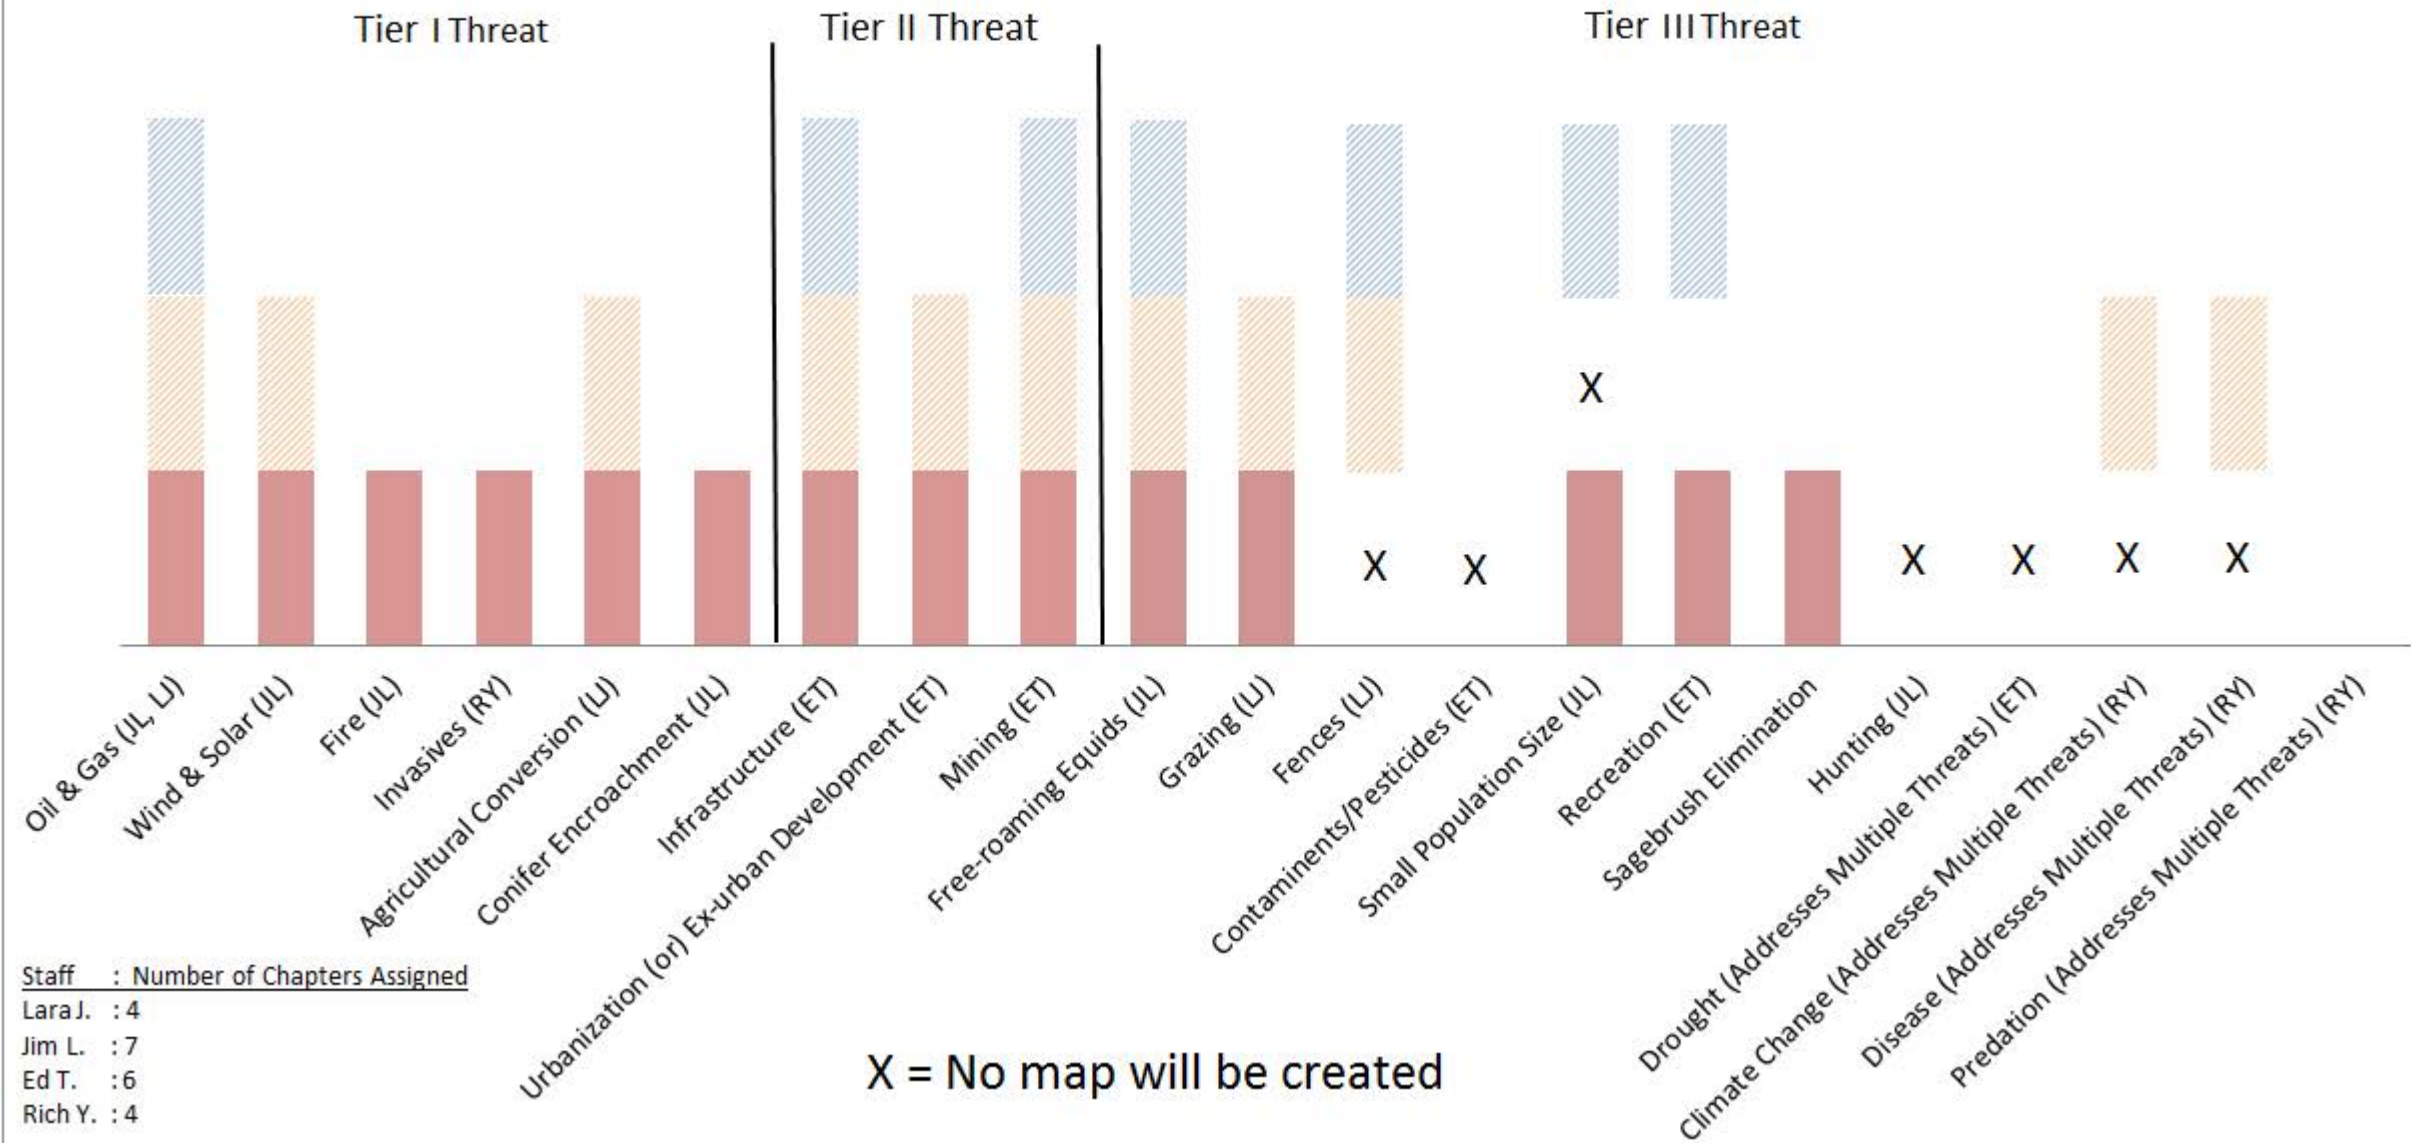 Tier I Threat
Tier II Threat
Tier III Threat
X
X
X
X
X
X
X
Oil & Gas (JL, LJ)
Wind & Solar (JL)
Fire (JL)
Invasives (RY)
Agricultural Conversion (LJ)
Conifer Encroachment (JL)
Infrastructure (ET)
Urbanization (or) Ex-urban Development (ET)
Mining (ET)
Free-roaming Equids (JL)
Grazing (LJ)
Fences (LJ)
Contaminents/Pesticides (ET)
Small Population Size (JL)
Recreation (ET)
Sagebrush Elimination
Hunting (JL)
Drought (Addresses Multiple Threats) (ET)
Climate Change (Addresses Multiple Threats) (RY)
Disease (Addresses Multiple Threats) (RY)
Predation (Addresses Multiple Threats) (RY)
Staff : Number of Chapters Assigned
Lara J. : 4
Jim L. : 7
Ed T. : 6
Rich Y. : 4
X = No map will be created